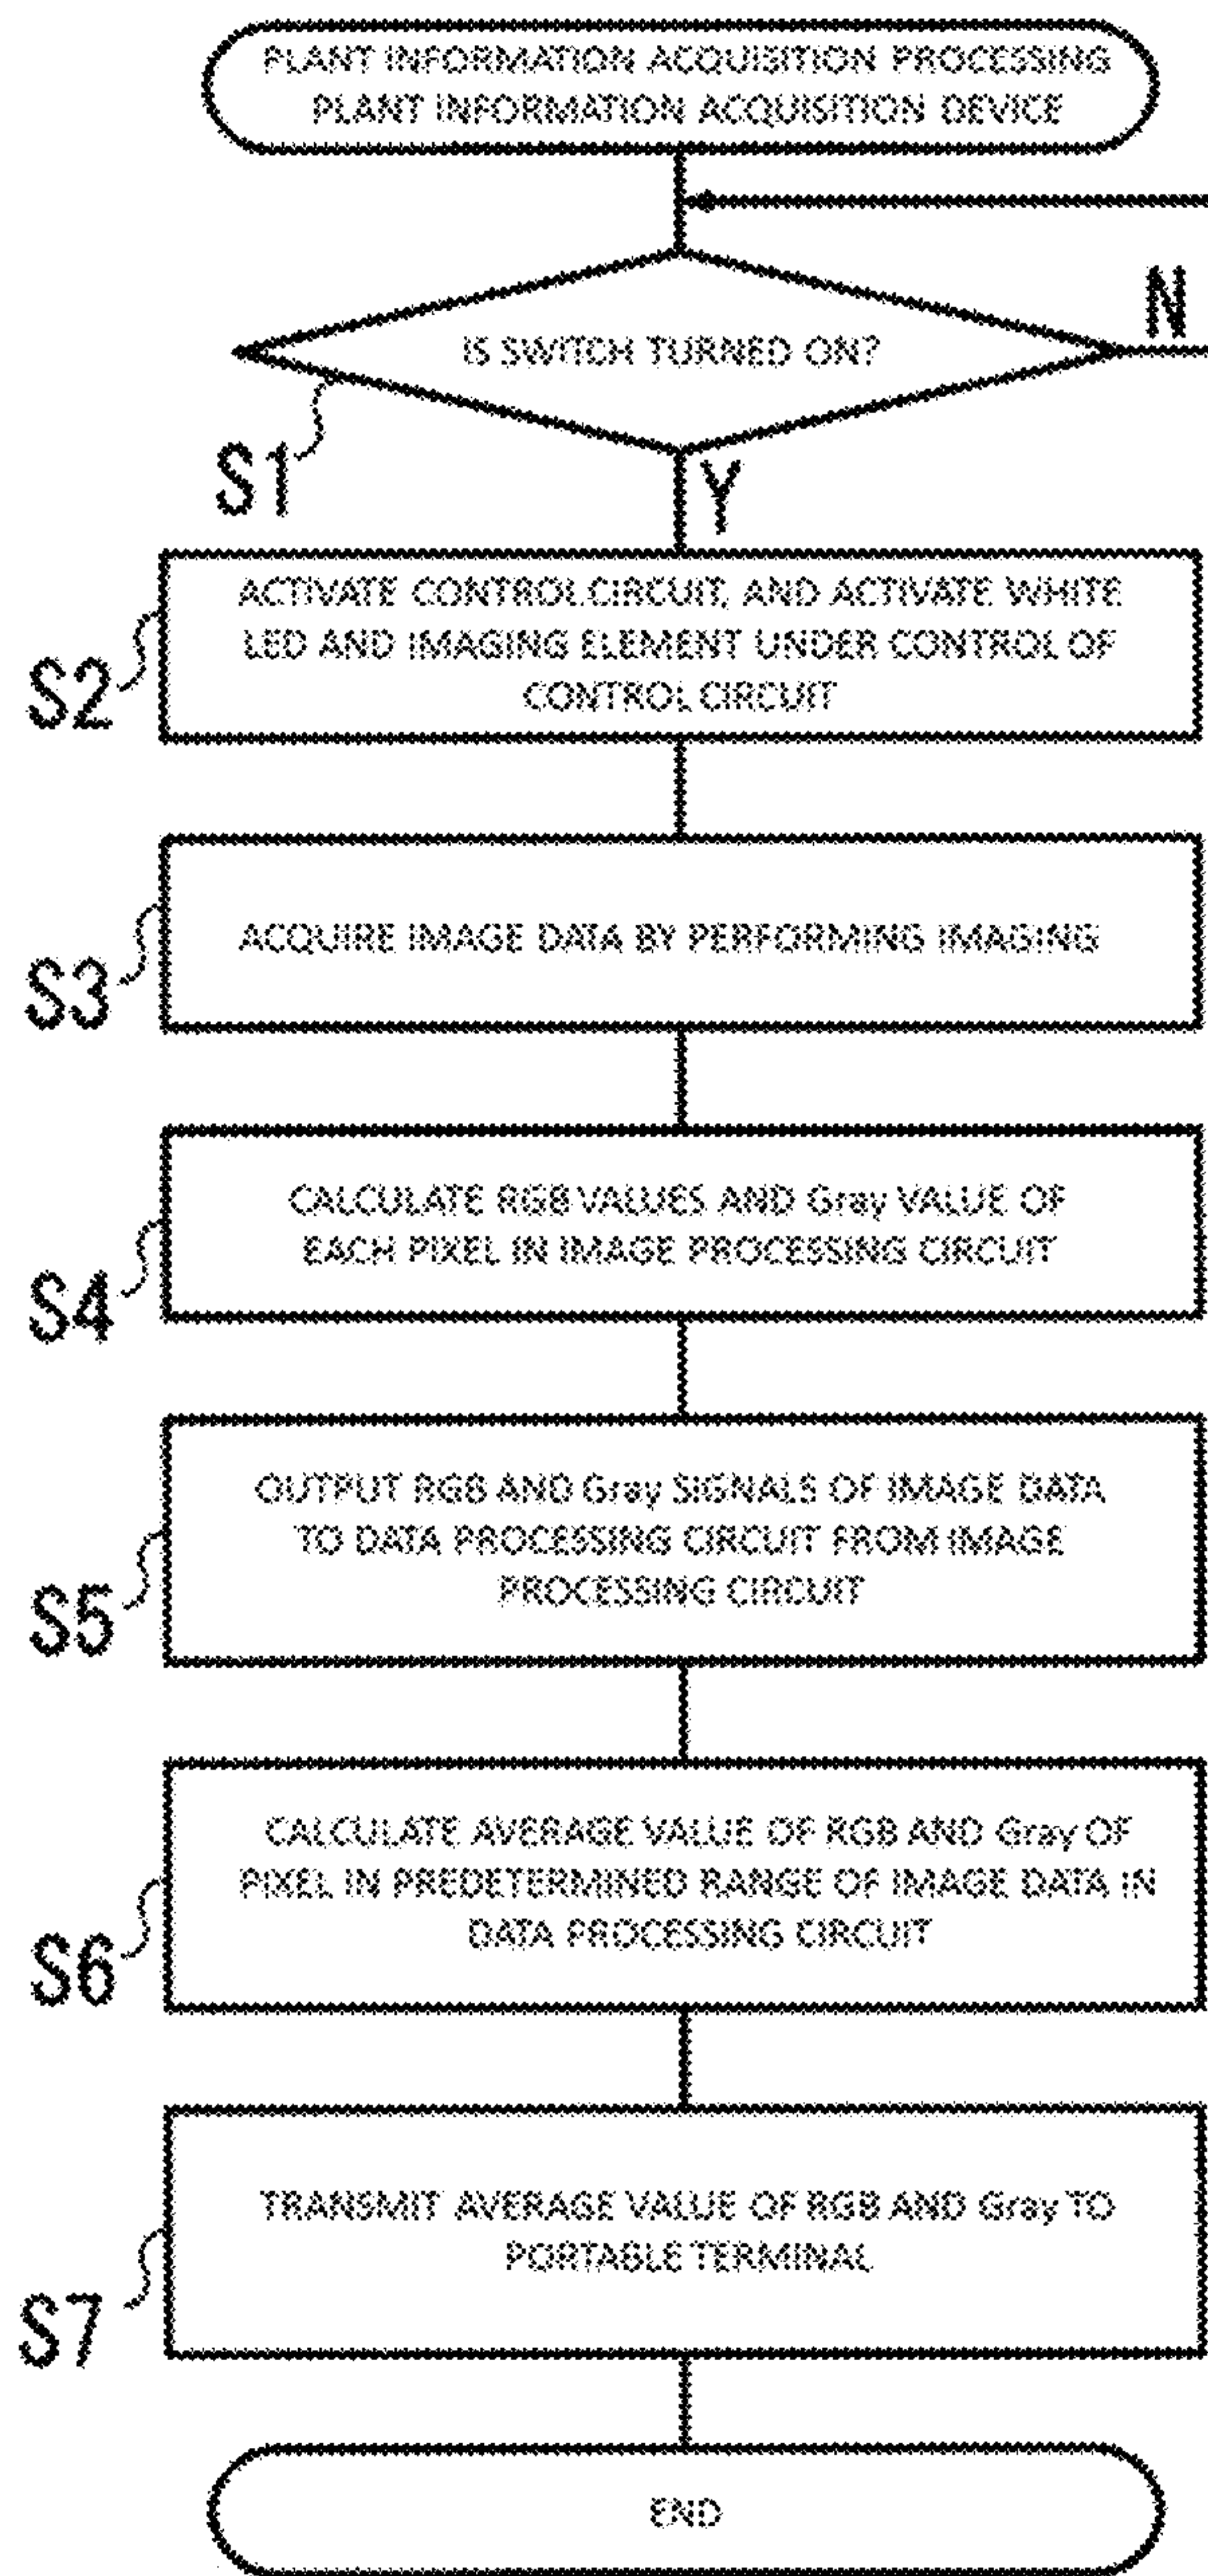 PLANT INFORMATION ACQUISITION PROCESSING
PLANT INFORMATION ACQUISITION DEVICE
N
IS SWITCH TURNED ON?
S1
Y
ACTIVATE CONTROL CIRCUIT, AND ACTIVATE WHITE
LED AND IMAGING ELEMENT UNDER CONTROL OF
CONTROL CIRCUIT
S2
ACQUIRE IMAGE DATA BY PERFORMING IMAGING
S3
CALCULATE RGB VALUES AND Gray VALUE OF
EACH PIXEL IN IMAGE PROCESSING CIRCUIT
S4
OUTPUT RGB AND Gray SIGNALS OF IMAGE DATA
TO DATA PROCESSING CIRCUIT FROM IMAGE
PROCESSING CIRCUIT
S5
CALCULATE AVERAGE VALUE OF RGB AND Gray OF
PIXEL IN PREDETERMINED RANGE OF IMAGE DATA IN
DATA PROCESSING CIRCUIT
S6
TRANSMIT AVERAGE VALUE OF RGB AND Gray TO
PORTABLE TERMINAL
S7
END